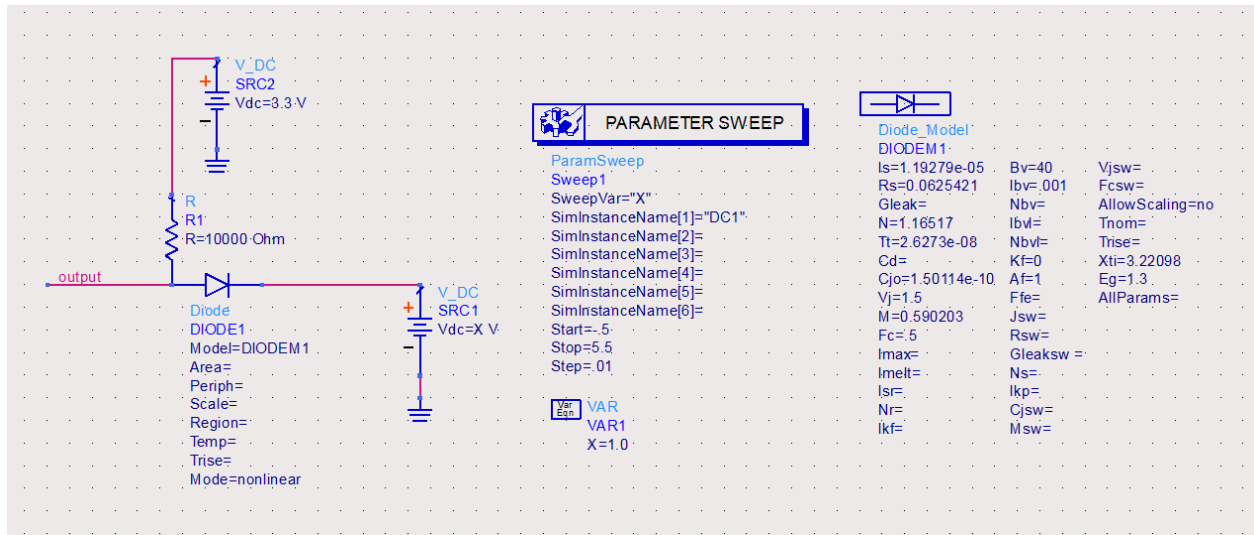 V_DC
SRC2
Vdc=3.3 V
+
-
R
R1
R=10000 Ohm
output
Diode
DIODE1
Model=DIODEM1
Area=
Periph=
Scale=
Region=
Temp=
Trise=
Mode=nonlinear
V_DC
SRC1
Vdc=X V
+
-
PARAMETER SWEEP
ParamSweep
Sweep1
SweepVar="X"
SimInstanceName[1]="DC1"
SimInstanceName[2]=
SimInstanceName[3]=
SimInstanceName[4]=
SimInstanceName[5]=
SimInstanceName[6]=
Start=-.5
Stop=5.5
Step=.01
Var
Eqn
VAR
VAR1
X=1.0
Diode_Model
DIODEM1
Is=1.19279e-05
Rs=0.0625421
Gleak=
N=1.16517
Tt=2.6273e-08
Cd=
Cjo=1.50114e-10
Vj=1.5
M=0.590203
Fc=.5
Imax=
Imelt=
Isr=
Nr=
Ikf=
Bv=40
Ibv=.001
Nbv=
Ibvl=
Nbvl=
Kf=0
Af=1
Ffe=
Jsw=
Rsw=
Gleaksw =
Ns=
Ikp=
Cjsw=
Msw=
Vjsw=
Fcsw=
AllowScaling=no
Tnom=
Trise=
Xti=3.22098
Eg=1.3
AllParams=